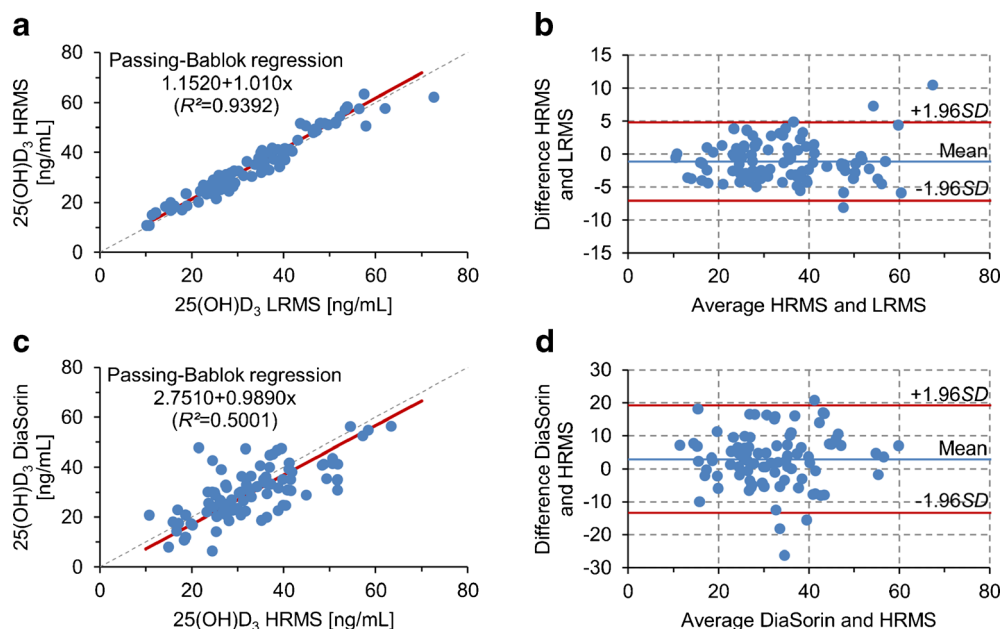 a
80
60
40
20
0
25(OH)D₃ HRMS
[ng/mL]
Passing-Bablok regression
1.1520+1.010x
(R²=0.9392)
0 20 40 60 80
25(OH)D₃ LRMS [ng/mL]
b
15
10
5
0
-5
-10
-15
Difference HRMS
and LRMS
+1.96SD
Mean
-1.96SD
0 20 40 60 80
Average HRMS and LRMS
c
80
60
40
20
0
25(OH)D₃ DiaSorin
[ng/mL]
Passing-Bablok regression
2.7510+0.9890x
(R²=0.5001)
0 20 40 60 80
25(OH)D₃ HRMS [ng/mL]
d
30
20
10
0
-10
-20
-30
Difference DiaSorin
and HRMS
+1.96SD
Mean
-1.96SD
0 20 40 60 80
Average DiaSorin and HRMS